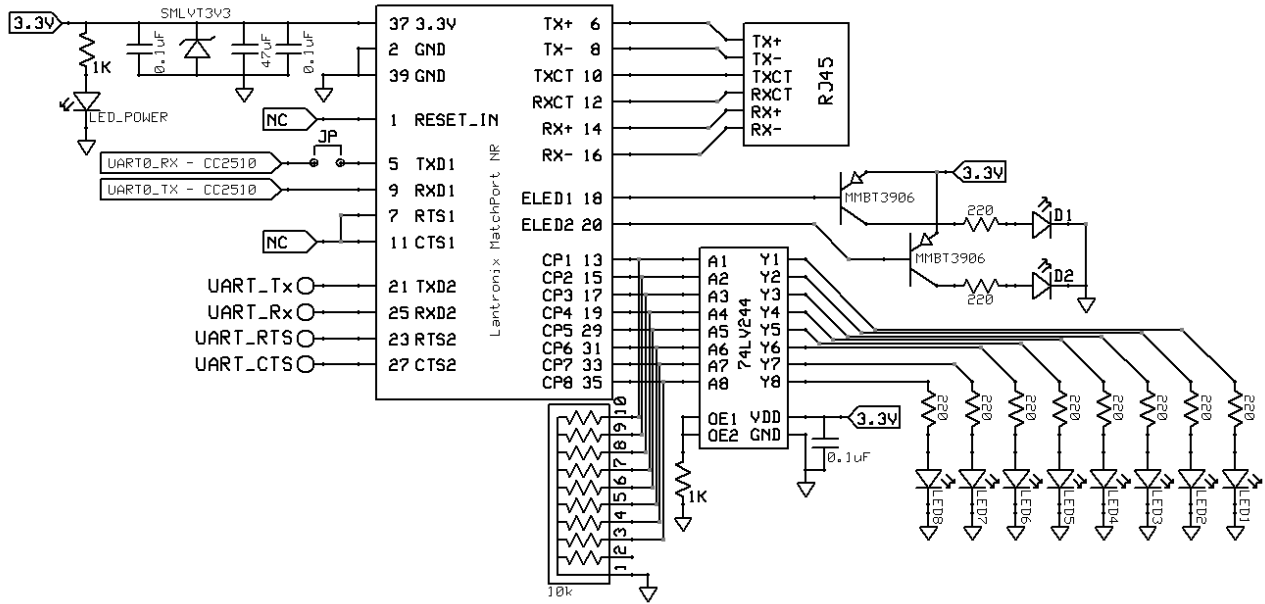 3.3V
SMLVT3V3
1K
0.1uF
47uF
0.1uF
LED_POWER
37 3.3V
2 GND
39 GND
NC
1 RESET_IN
JP
UART0_RX - CC2510
5 TXD1
UART0_TX - CC2510
9 RXD1
7 RTS1
NC
11 CTS1
UART_Tx
21 TXD2
UART_Rx
25 RXD2
UART_RTS
23 RTS2
UART_CTS
27 CTS2
Lantronix MatchPort NR
TX+ 6
TX- 8
TXCT 10
RXCT 12
RX+ 14
RX- 16
ELED1 18
ELED2 20
CP1 13
CP2 15
CP3 17
CP4 19
CP5 29
CP6 31
CP7 33
CP8 35
TX+
TX-
TXCT
RXCT
RX+
RX-
RJ45
3.3V
MMBT3906
220
D1
MMBT3906
220
D2
A1 Y1
A2 Y2
A3 Y3
A4 Y4
A5 Y5
A6 Y6
A7 Y7
A8 Y8
OE1 VDD
OE2 GND
74LV244
3.3V
0.1uF
1K
10
9
8
7
6
5
4
3
2
1
10k
220
220
220
220
220
220
220
220
LED8
LED7
LED6
LED5
LED4
LED3
LED2
LED1